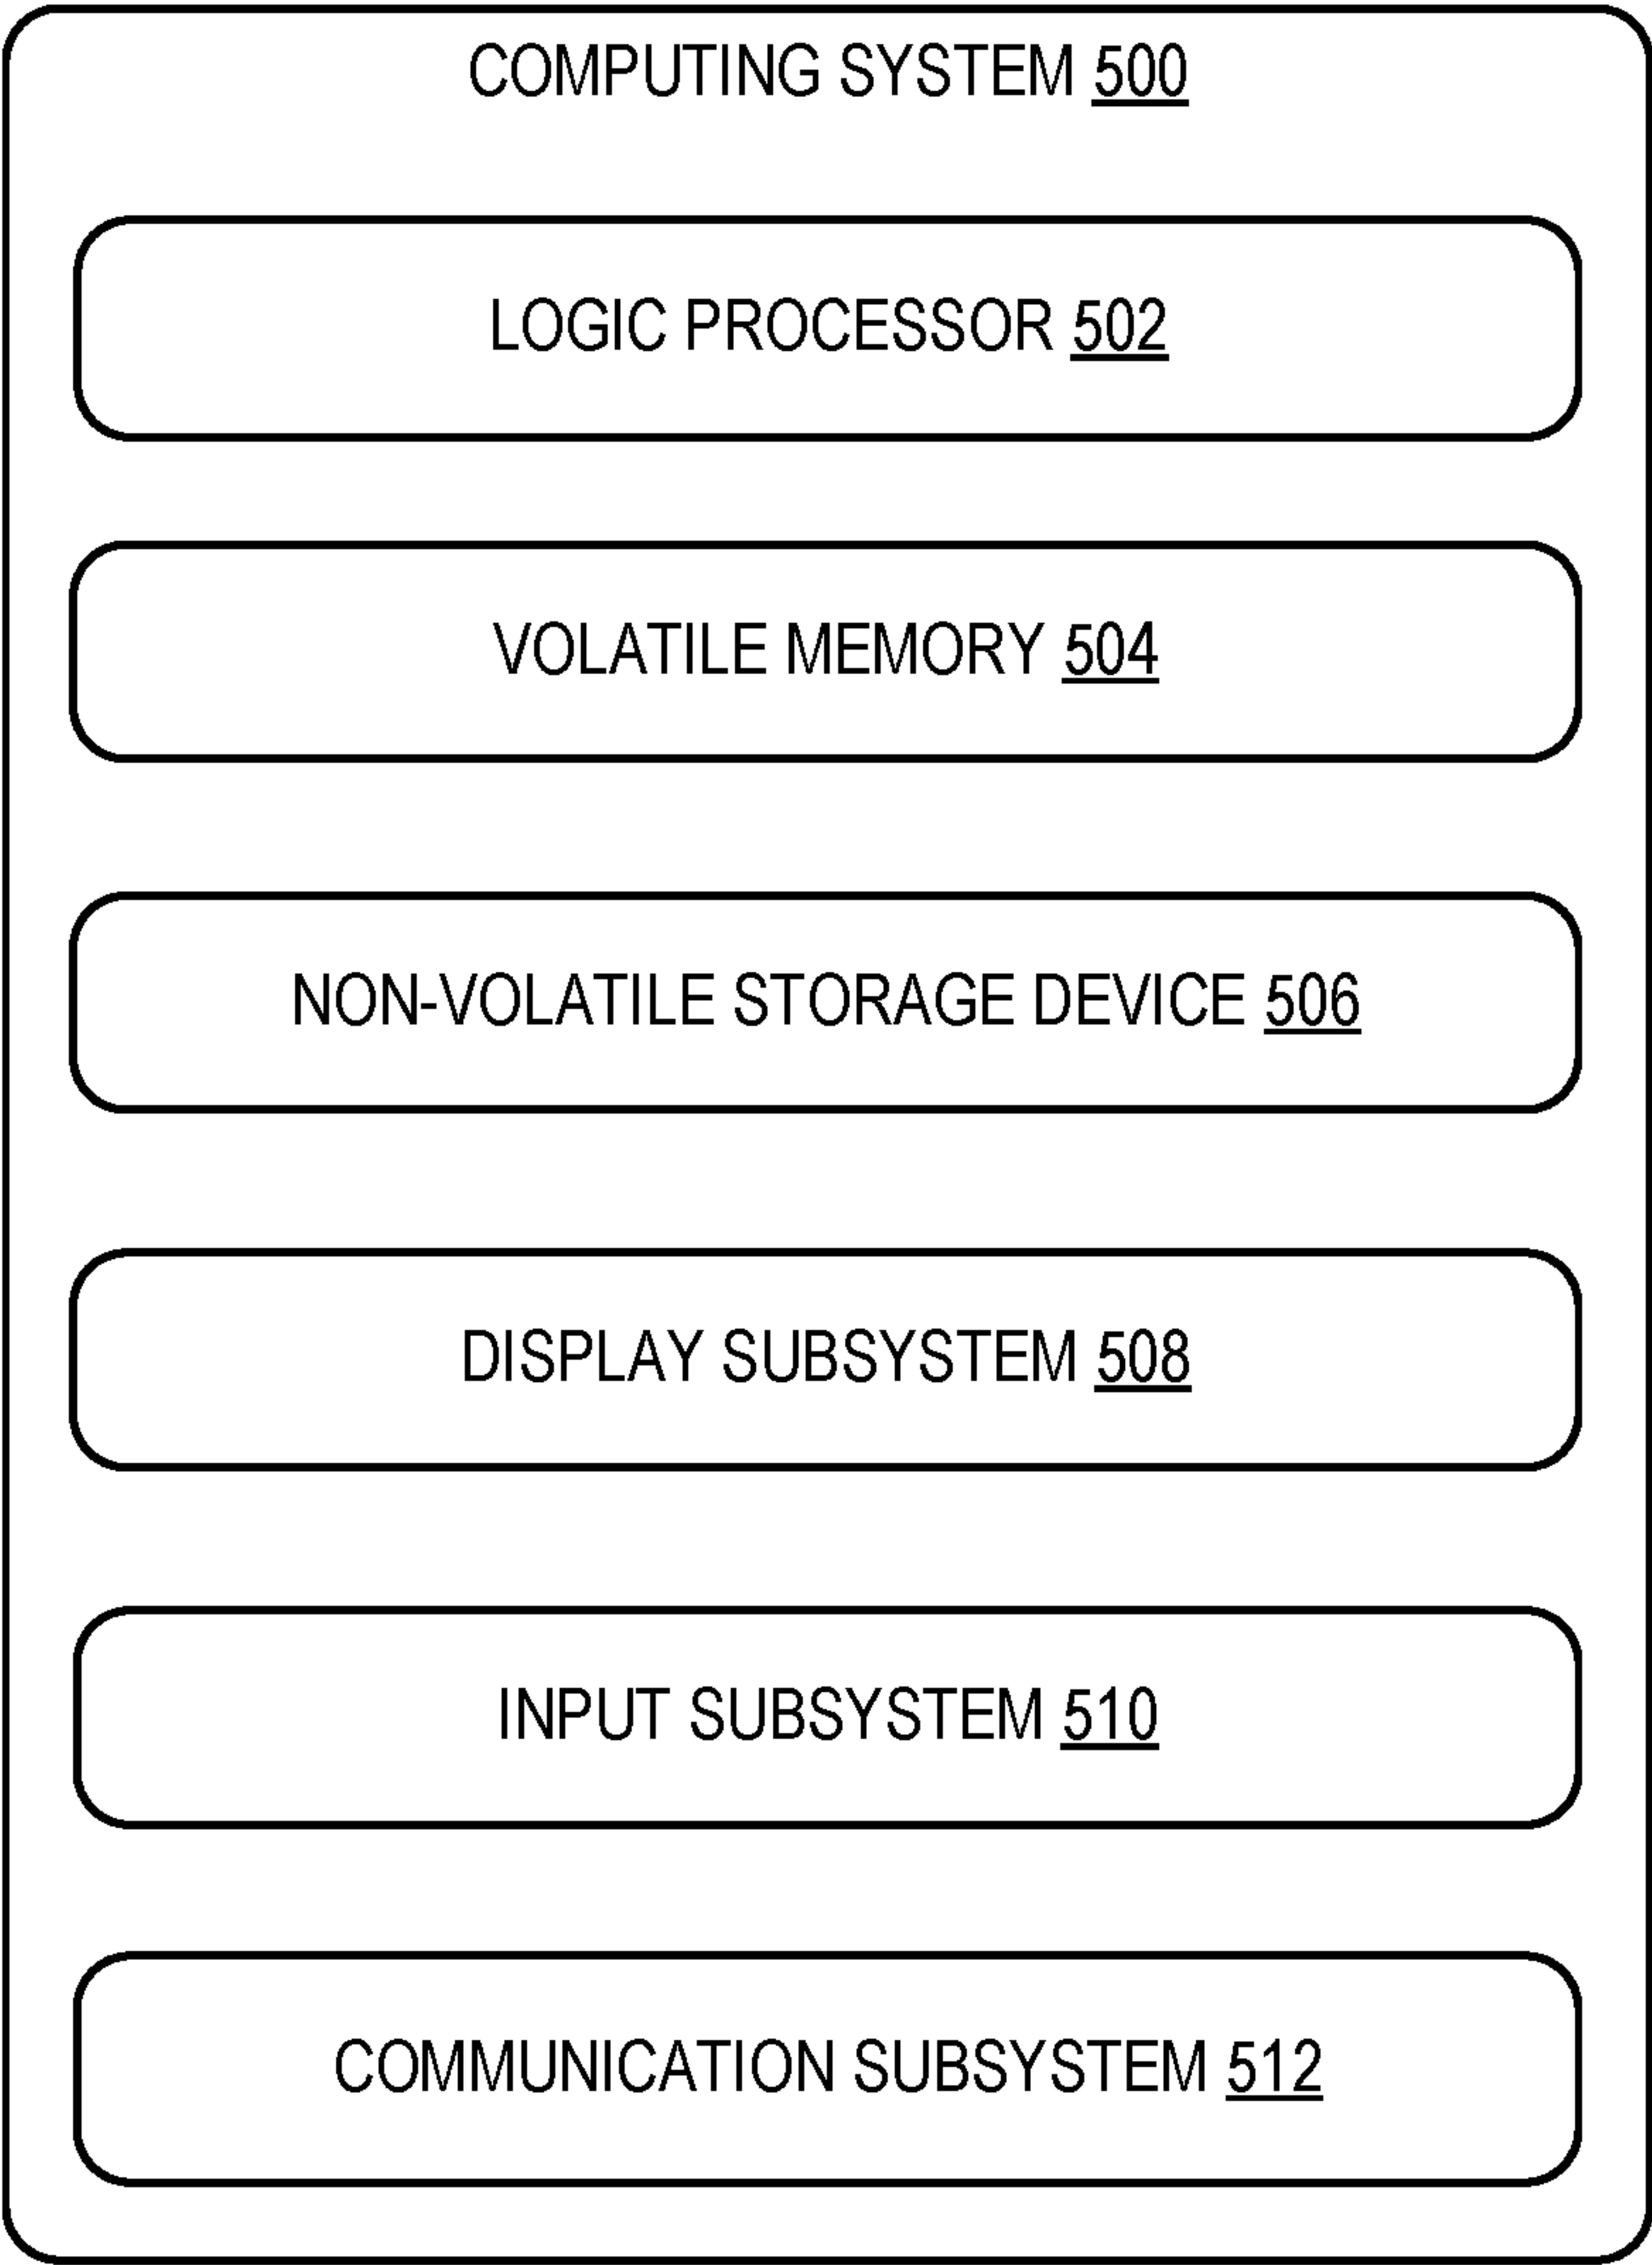 COMPUTING SYSTEM 500
LOGIC PROCESSOR 502
VOLATILE MEMORY 504
NON-VOLATILE STORAGE DEVICE 506
DISPLAY SUBSYSTEM 508
INPUT SUBSYSTEM 510
COMMUNICATION SUBSYSTEM 512